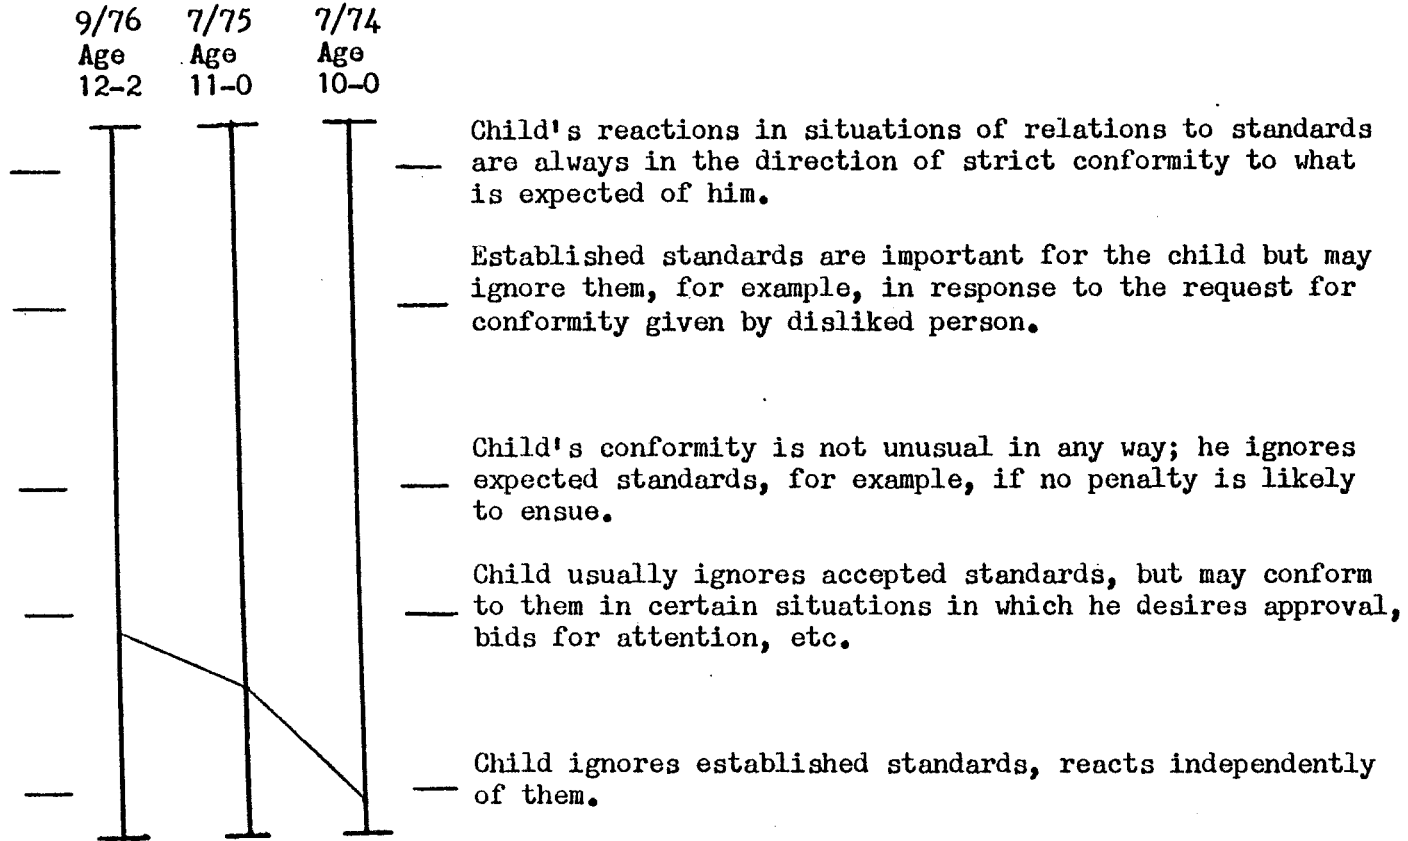 9/76 7/75 7/74
Age Age Age
12-2 11-0 10-0
Child's reactions in situations of relations to standards
are always in the direction of strict conformity to what
is expected of him.
Established standards are important for the child but may
ignore them, for example, in response to the request for
conformity given by disliked person.
Child's conformity is not unusual in any way; he ignores
expected standards, for example, if no penalty is likely
to ensue.
Child usually ignores accepted standards, but may conform
to them in certain situations in which he desires approval,
bids for attention, etc.
Child ignores established standards, reacts independently
of them.